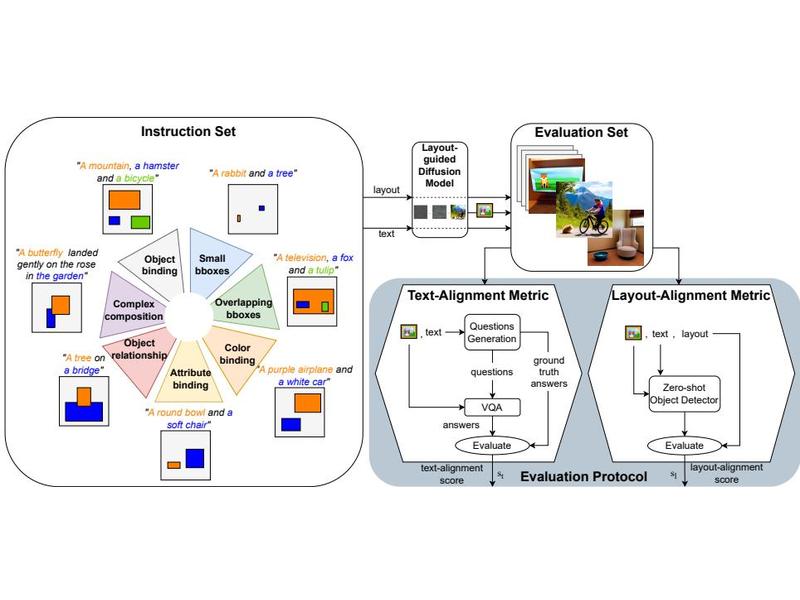 Instruction Set
"A mountain, a hamster
and a bicycle"
"A rabbit and a tree"
"A butterfly landed
gently on the rose
in the garden"
"A television, a fox
and a tulip"
Object
binding
Small
bboxes
Complex
composition
Overlapping
bboxes
Object
relationship
Color
binding
Attribute
binding
"A tree on
a bridge"
"A purple airplane and
a white car"
"A round bowl and a
soft chair"
layout
text
Layout-
guided
Diffusion
Model
Evaluation Set
Text-Alignment Metric
, text
Questions
Generation
questions
ground
truth
answers
VQA
answers
Evaluate
text-alignment
score
st
Layout-Alignment Metric
, text , layout
Zero-shot
Object Detector
Evaluate
sl
layout-alignment
score
Evaluation Protocol